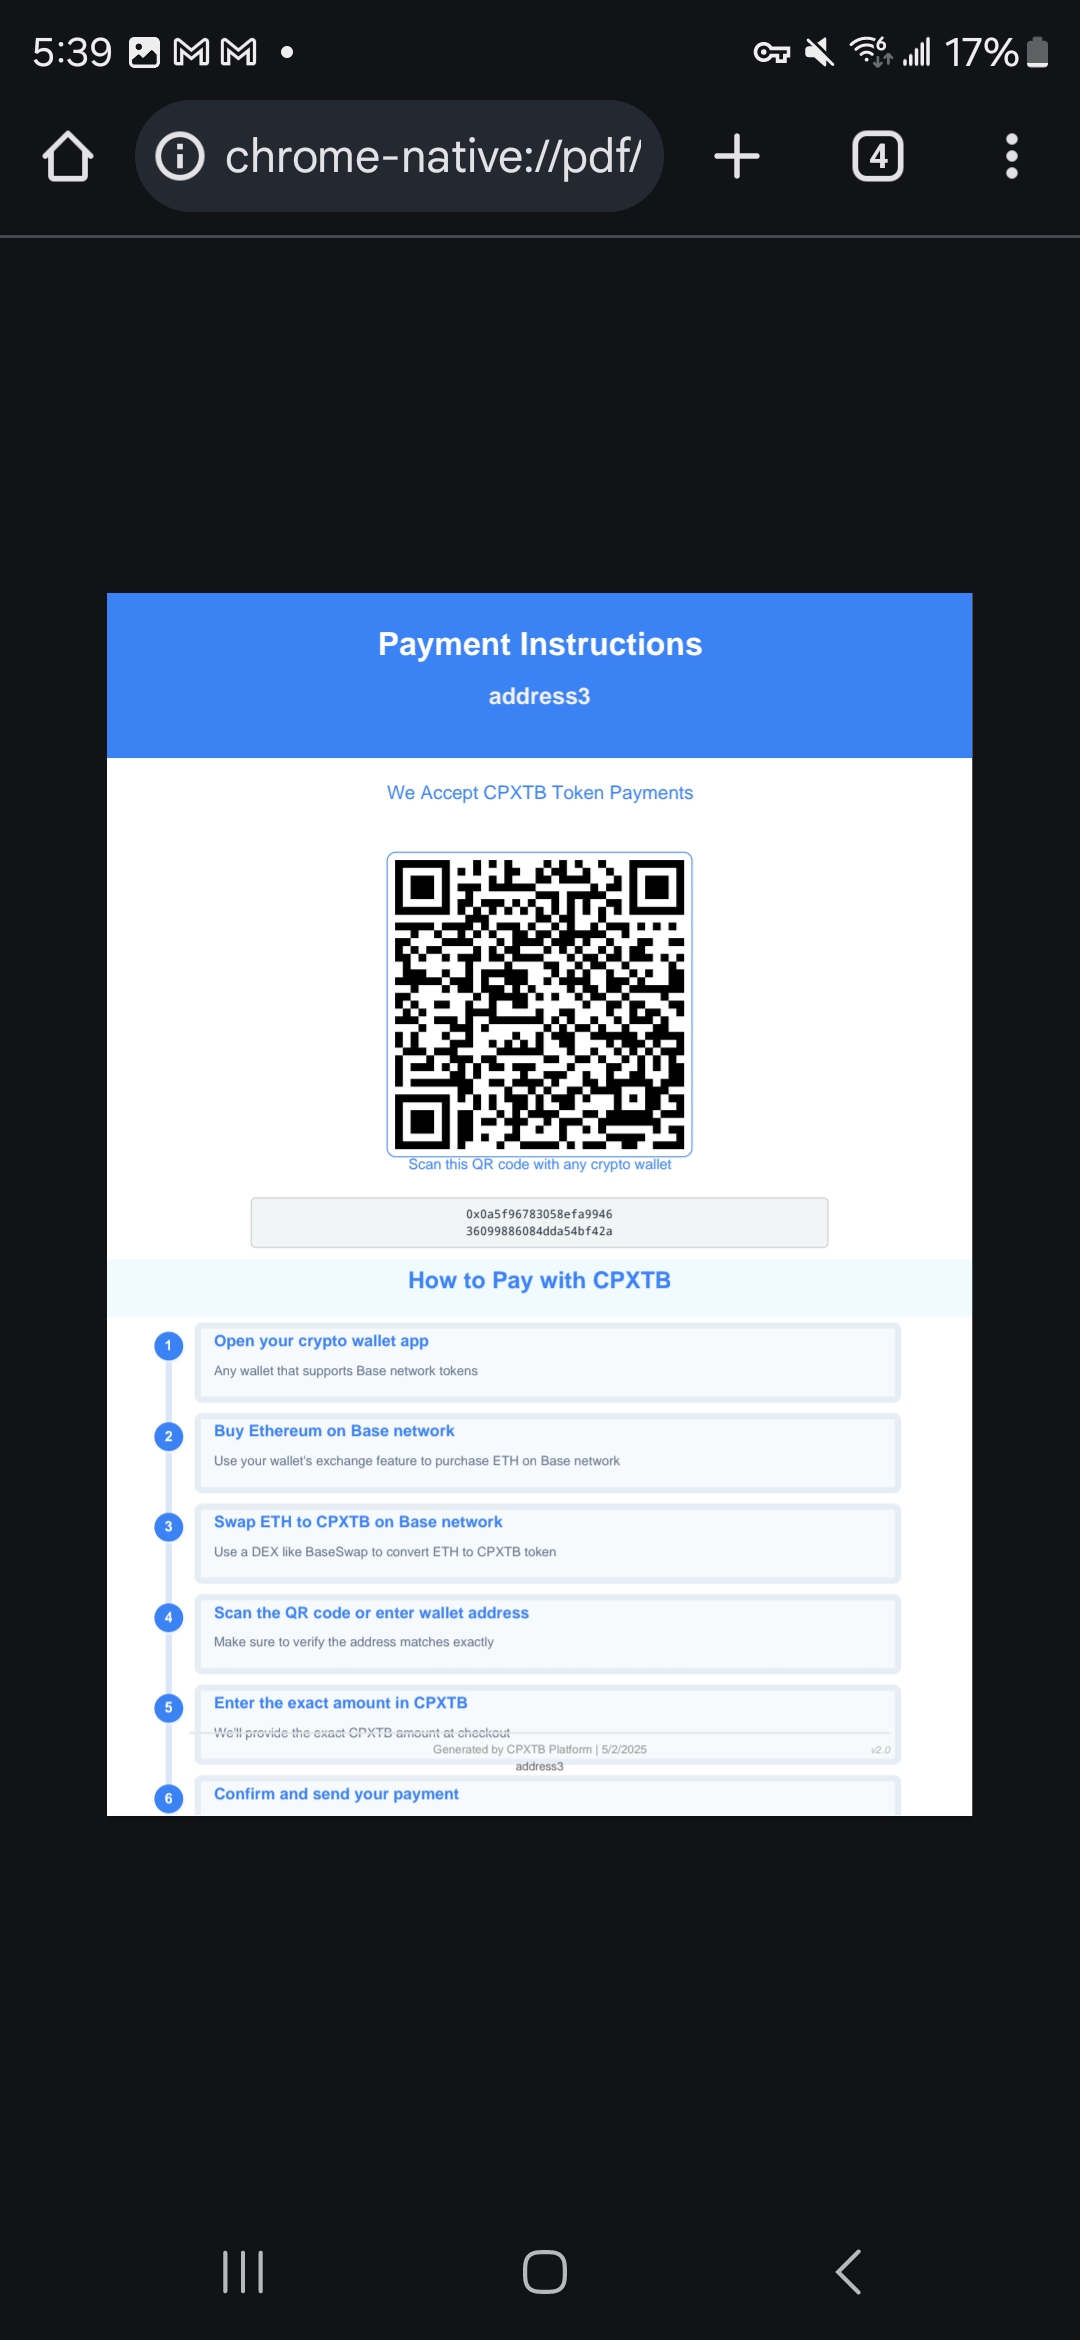 5:39
6
17%
chrome-native://pdf/
4
Payment Instructions
address3
We Accept CPXTB Token Payments
Scan this QR code with any crypto wallet
0x0a5f96783058efa9946
36099886084dda54bf42a
How to Pay with CPXTB
1
Open your crypto wallet app
Any wallet that supports Base network tokens
2
Buy Ethereum on Base network
Use your wallet's exchange feature to purchase ETH on Base network
3
Swap ETH to CPXTB on Base network
Use a DEX like BaseSwap to convert ETH to CPXTB token
4
Scan the QR code or enter wallet address
Make sure to verify the address matches exactly
5
Enter the exact amount in CPXTB
We'll provide the exact CPXTB amount at checkout
Generated by CPXTB Platform | 5/2/2025
v2.0
address3
6
Confirm and send your payment